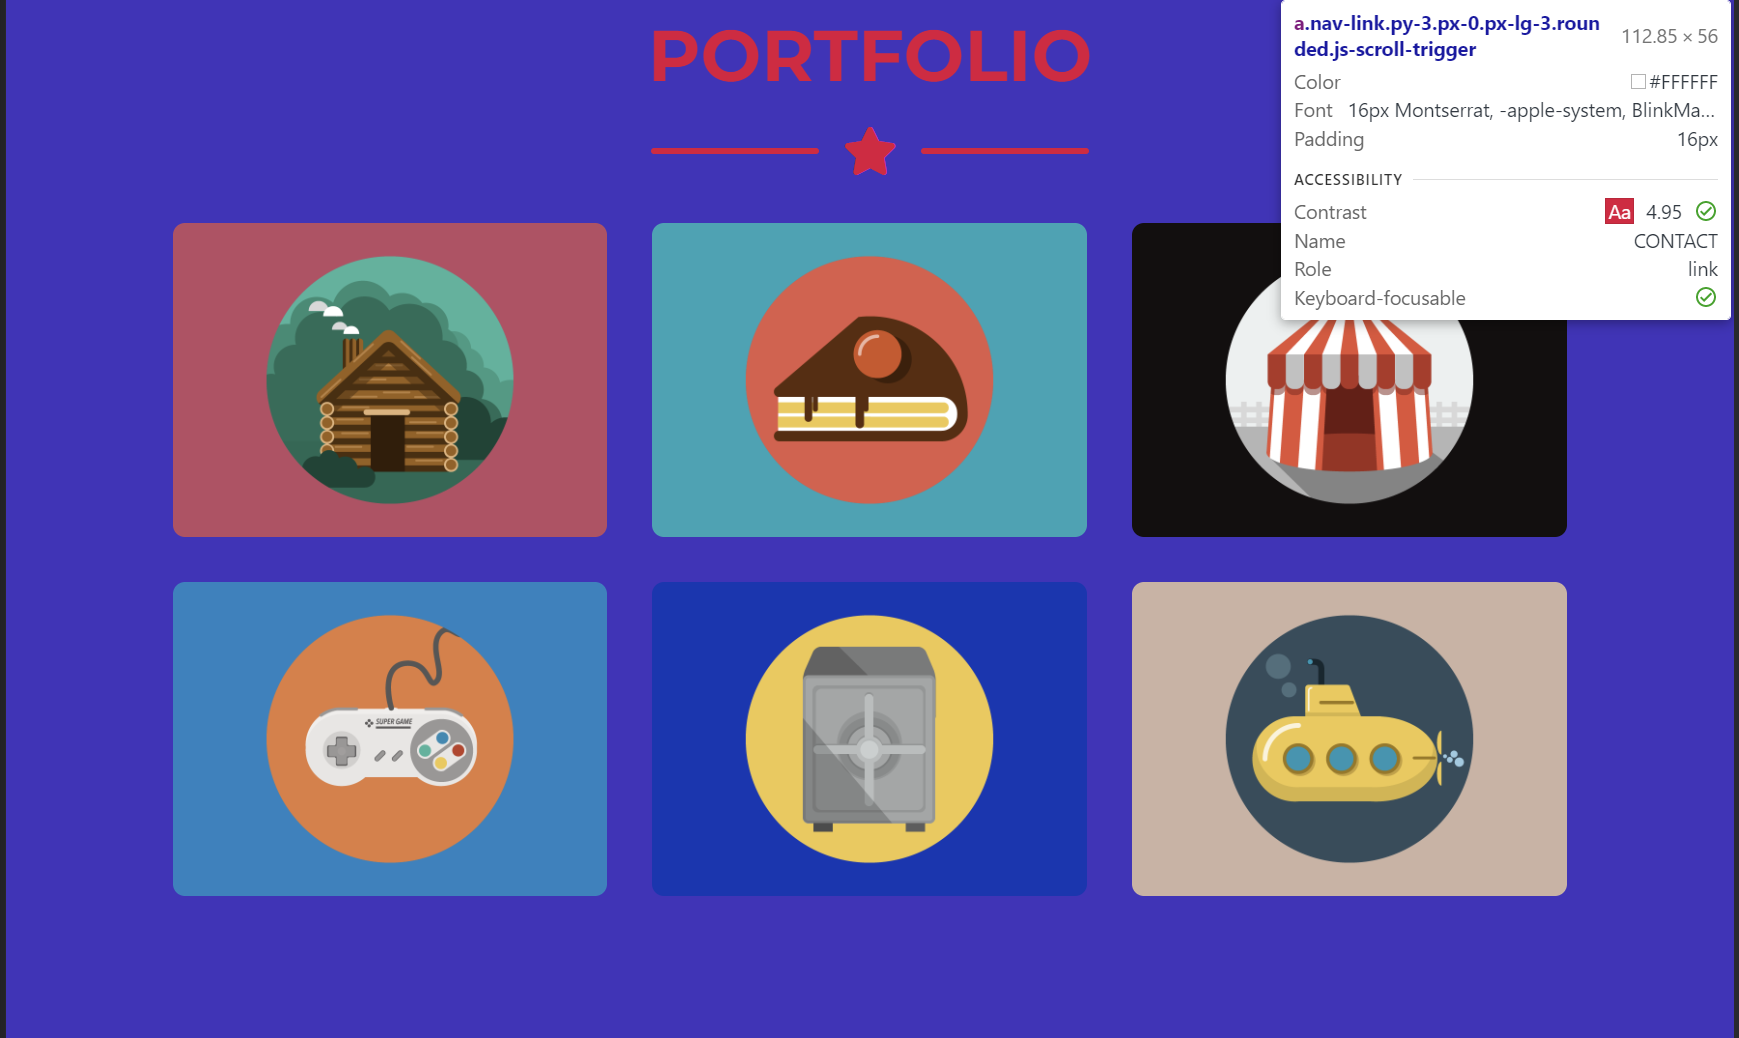 PORTFOLIO
a.nav-link.py-3.px-0.px-lg-3.roun
ded.js-scroll-trigger
112.85 × 56
Color #FFFFFF
Font 16px Montserrat, -apple-system, BlinkMa...
Padding 16px
ACCESSIBILITY
Contrast Aa 4.95
Name CONTACT
Role link
Keyboard-focusable
SUPER GAME